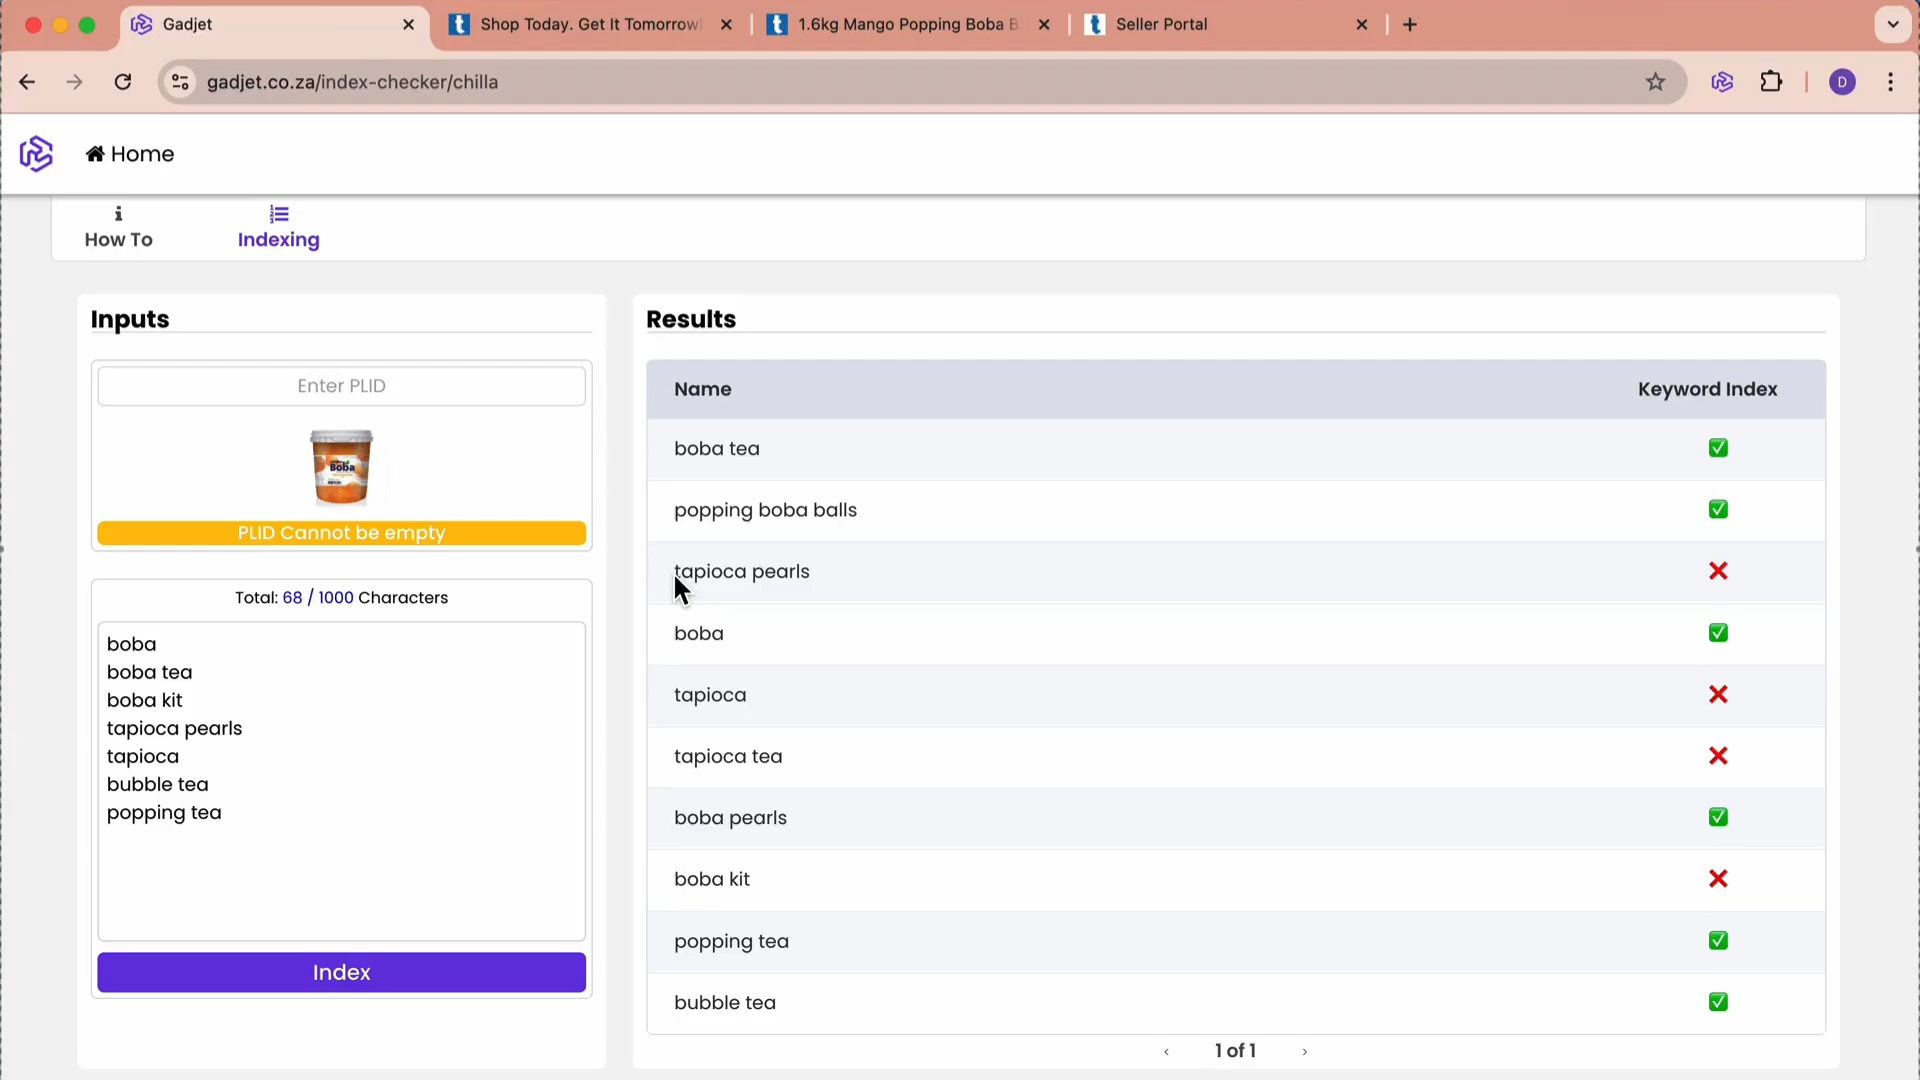 Gadjet
Shop Today. Get It Tomorrow!
1.6kg Mango Popping Boba B
Seller Portal
gadjet.co.za/index-checker/chilla
D
Home
How To
Indexing
Inputs
Enter PLID
Boba
PLID Cannot be empty
Total: 68 / 1000 Characters
boba
boba tea
boba kit
tapioca pearls
tapioca
bubble tea
popping tea
Index
Results
Name Keyword Index
boba tea
popping boba balls
tapioca pearls
boba
tapioca
tapioca tea
boba pearls
boba kit
popping tea
bubble tea
1 of 1